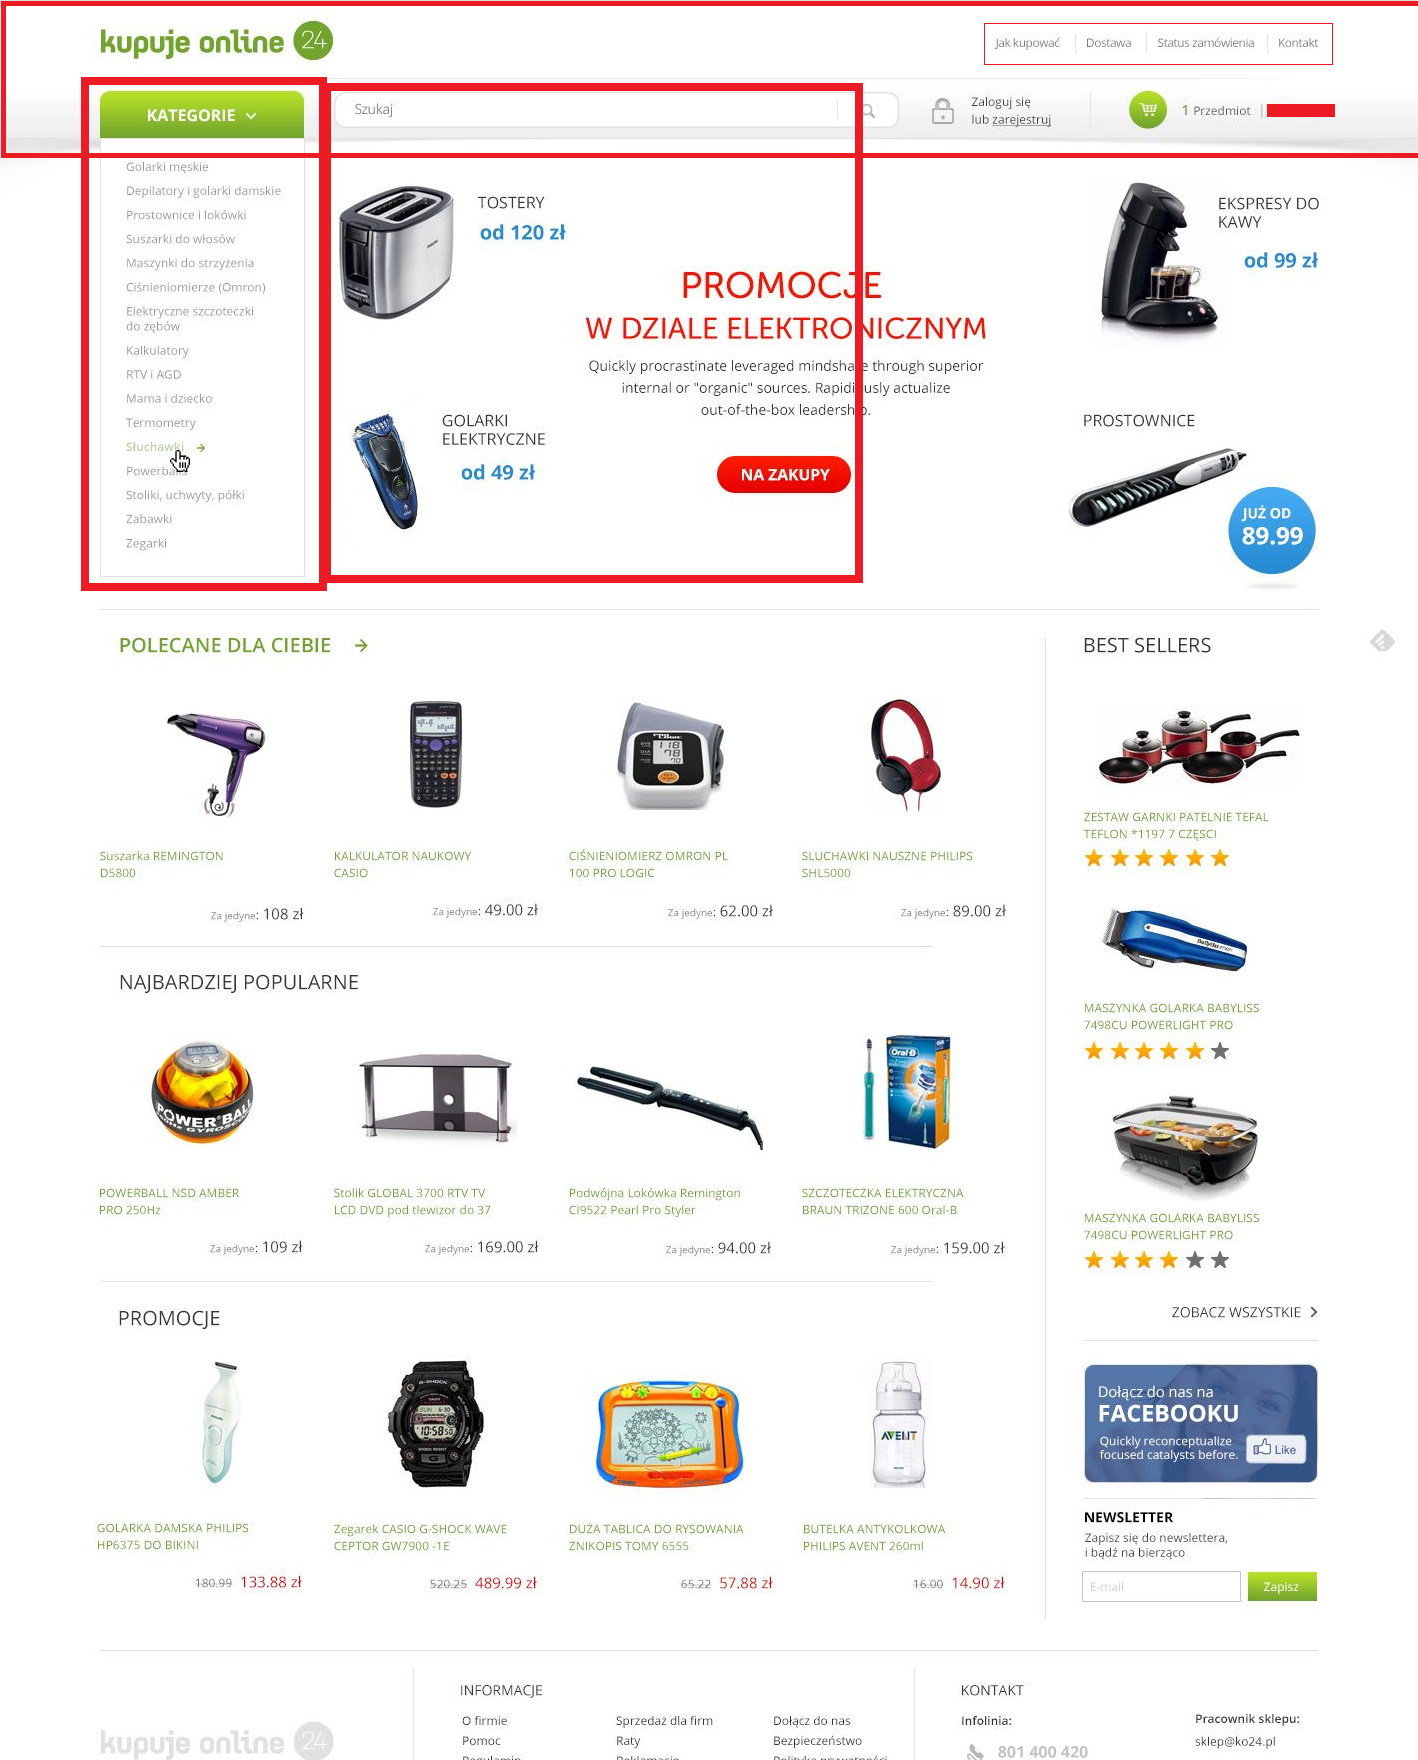 kupuje online 24
Jak kupować
Dostawa
Status zamówienia
Kontakt
KATEGORIE
Szukaj
Zaloguj się
lub zarejestruj
1 Przedmiot |
Golarki męskie
Depilatory i golarki damskie
Prostownice i lokówki
Suszarki do włosów
Maszynki do strzyżenia
Ciśnieniomierze (Omron)
Elektryczne szczoteczki
do zębów
Kalkulatory
RTV i AGD
Mama i dziecko
Termometry
Słuchawki
Powerballs
Stoliki, uchwyty, półki
Zabawki
Zegarki
TOSTERY
od 120 zł
GOLARKI
ELEKTRYCZNE
od 49 zł
PROMOCJE
W DZIALE ELEKTRONICZNYM
Quickly procrastinate leveraged mindshare through superior
internal or "organic" sources. Rapidiously actualize
out-of-the-box leadership.
NA ZAKUPY
EKSPRESY DO
KAWY
od 99 zł
PROSTOWNICE
JUŻ OD
89.99
POLECANE DLA CIEBIE
Suszarka REMINGTON
D5800
Za jedyne: 108 zł
KALKULATOR NAUKOWY
CASIO
Za jedyne: 49.00 zł
CIŚNIENIOMIERZ OMRON PL
100 PRO LOGIC
Za jedyne: 62.00 zł
SLUCHAWKI NAUSZNE PHILIPS
SHL5000
Za jedyne: 89.00 zł
NAJBARDZIEJ POPULARNE
POWER BALL
POWERBALL NSD AMBER
PRO 250Hz
Za jedyne: 109 zł
Stolik GLOBAL 3700 RTV TV
LCD DVD pod tlewizor do 37
Za jedyne: 169.00 zł
Podwójna Lokówka Remington
CI9522 Pearl Pro Styler
Za jedyne: 94.00 zł
Oral-B
SZCZOTECZKA ELEKTRYCZNA
BRAUN TRIZONE 600 Oral-B
Za jedyne: 159.00 zł
PROMOCJE
GOLARKA DAMSKA PHILIPS
HP6375 DO BIKINI
180.99 133.88 zł
G-SHOCK
Zegarek CASIO G-SHOCK WAVE
CEPTOR GW7900 -1E
520.25 489.99 zł
DUŻA TABLICA DO RYSOWANIA
ZNIKOPIS TOMY 6555
65.22 57.88 zł
AVENT
BUTELKA ANTYKOLKOWA
PHILIPS AVENT 260ml
16.00 14.90 zł
BEST SELLERS
ZESTAW GARNKI PATELNIE TEFAL
TEFLON *1197 7 CZĘSCI
MASZYNKA GOLARKA BABYLISS
7498CU POWERLIGHT PRO
MASZYNKA GOLARKA BABYLISS
7498CU POWERLIGHT PRO
ZOBACZ WSZYSTKIE
Dołącz do nas na
FACEBOOKU
Quickly reconceptualize
focused catalysts before.
Like
NEWSLETTER
Zapisz się do newslettera,
i bądź na bierząco
E-mail
Zapisz
kupuje online 24
INFORMACJE
O firmie
Pomoc
Regulamin
Sprzedaż dla firm
Raty
Reklamacje
Dołącz do nas
Bezpieczeństwo
Polityka prywatności
KONTAKT
Infolinia:
801 400 420
Pracownik sklepu:
sklep@ko24.pl